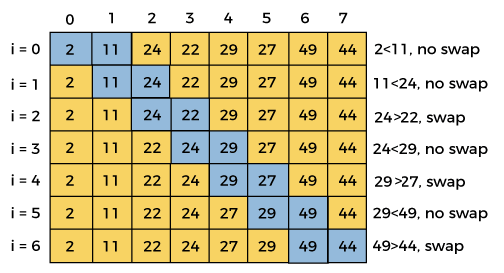 0 1 2 3 4 5 6 7
i = 0 2 11 24 22 29 27 49 44 2<11, no swap
i = 1 2 11 24 22 29 27 49 44 11<24, no swap
i = 2 2 11 24 22 29 27 49 44 24>22, swap
i = 3 2 11 22 24 29 27 49 44 24<29, no swap
i = 4 2 11 22 24 29 27 49 44 29>27, swap
i = 5 2 11 22 24 27 29 49 44 29<49, no swap
i = 6 2 11 22 24 27 29 49 44 49>44, swap